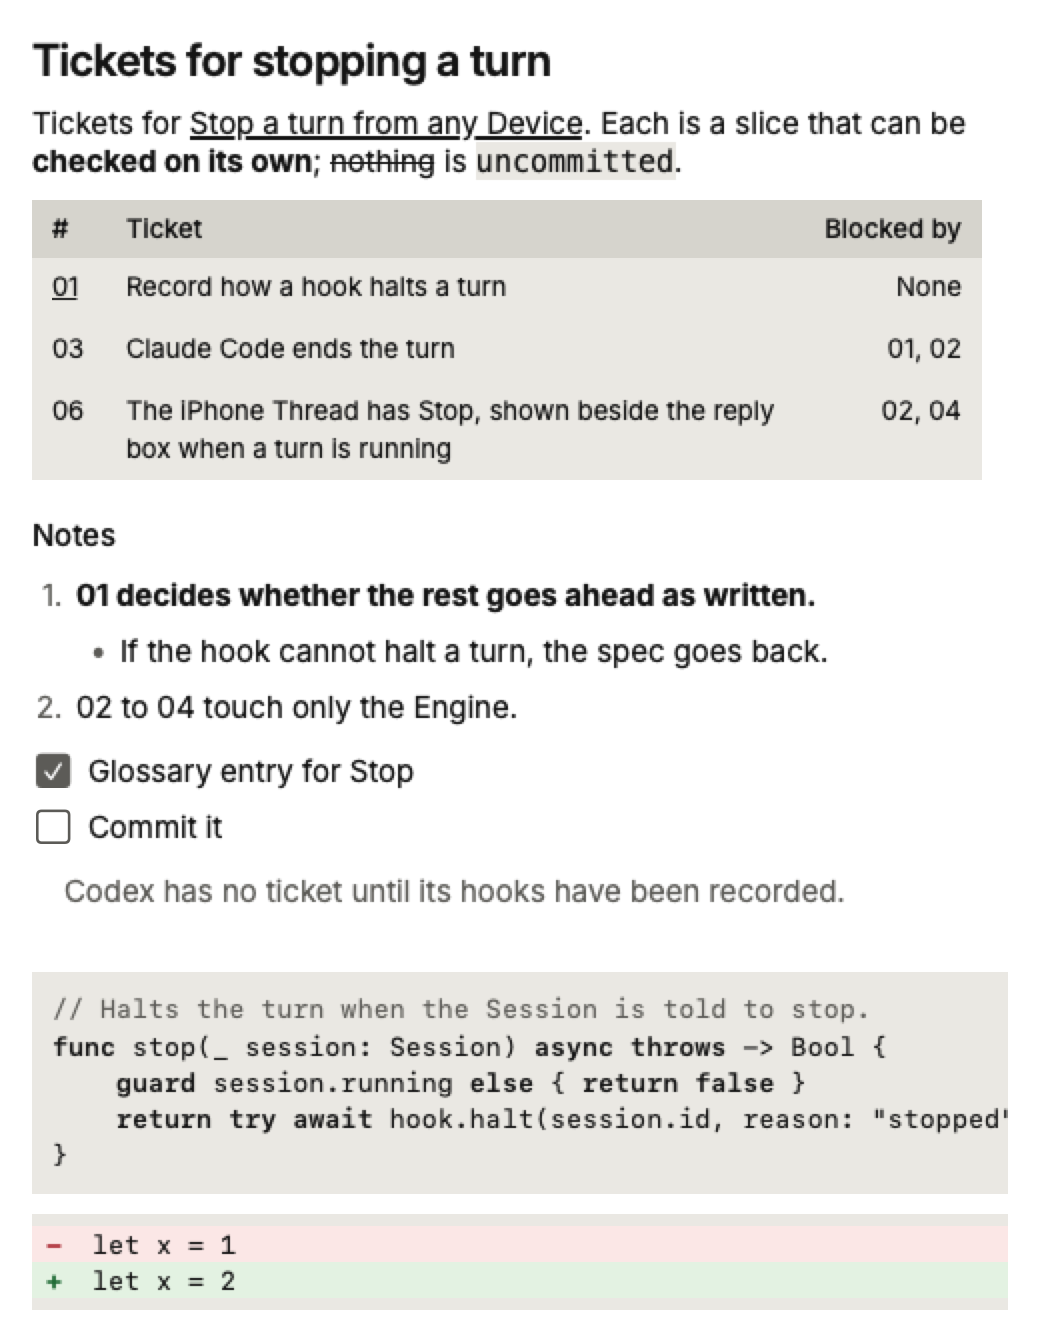 Tickets for stopping a turn
Tickets for Stop a turn from any Device. Each is a slice that can be
checked on its own; nothing is uncommitted.
# Ticket Blocked by
01 Record how a hook halts a turn None
03 Claude Code ends the turn 01, 02
06 The iPhone Thread has Stop, shown beside the reply 02, 04
box when a turn is running
Notes
1. 01 decides whether the rest goes ahead as written.
• If the hook cannot halt a turn, the spec goes back.
2. 02 to 04 touch only the Engine.
Glossary entry for Stop
Commit it
Codex has no ticket until its hooks have been recorded.
// Halts the turn when the Session is told to stop.
func stop(_ session: Session) async throws -> Bool {
    guard session.running else { return false }
    return try await hook.halt(session.id, reason: "stopped"
}
- let x = 1
+ let x = 2